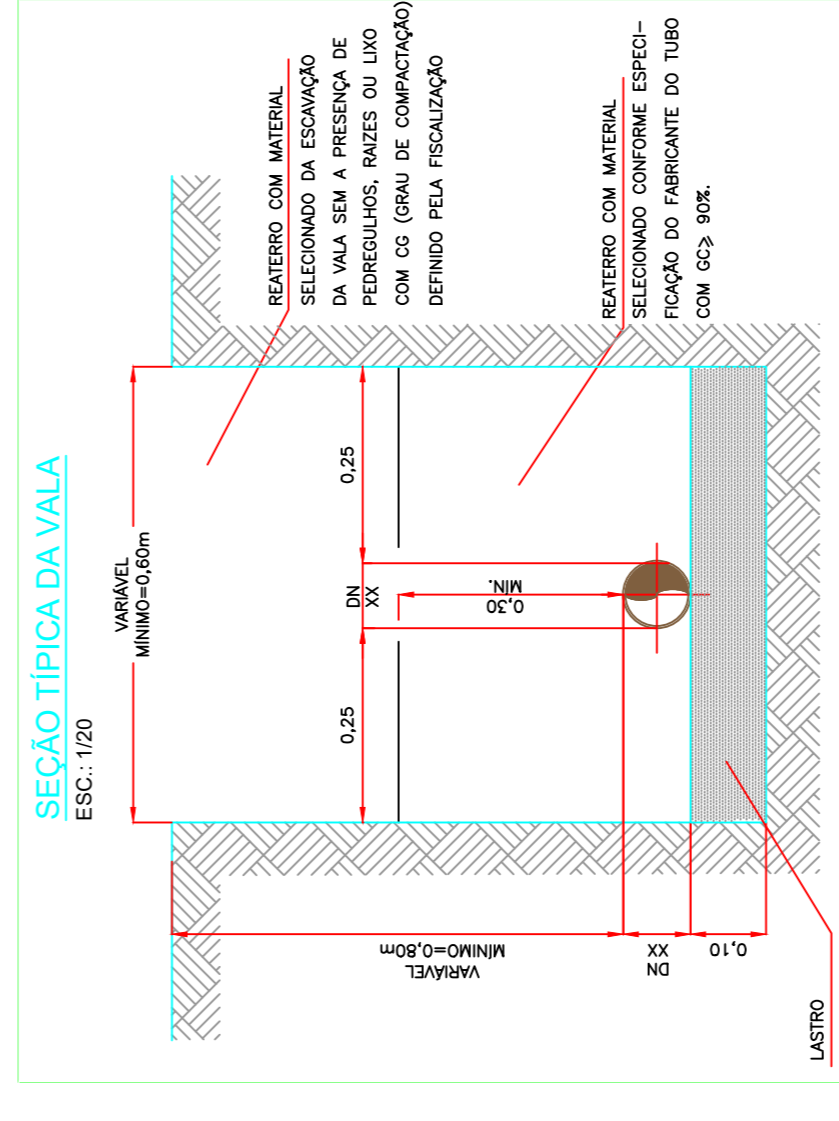 SEÇÃO TÍPICA DA VALA
ESC.: 1/20
VARIÁVEL
MÍNIMO=0,60m
REATERRO COM MATERIAL
SELECIONADO DA ESCAVAÇÃO
DA VALA SEM A PRESENÇA DE
PEDREGULHOS, RAIZES OU LIXO
COM CG (GRAU DE COMPACTAÇÃO)
DEFINIDO PELA FISCALIZAÇÃO
0,25
DN
XX
0,25
0,30
MÍN.
REATERRO COM MATERIAL
SELECIONADO CONFORME ESPECI-
FICAÇÃO DO FABRICANTE DO TUBO
COM GC⩾ 90%.
VARIÁVEL
MÍNIMO=0,80m
DN
XX
0,10
LASTRO